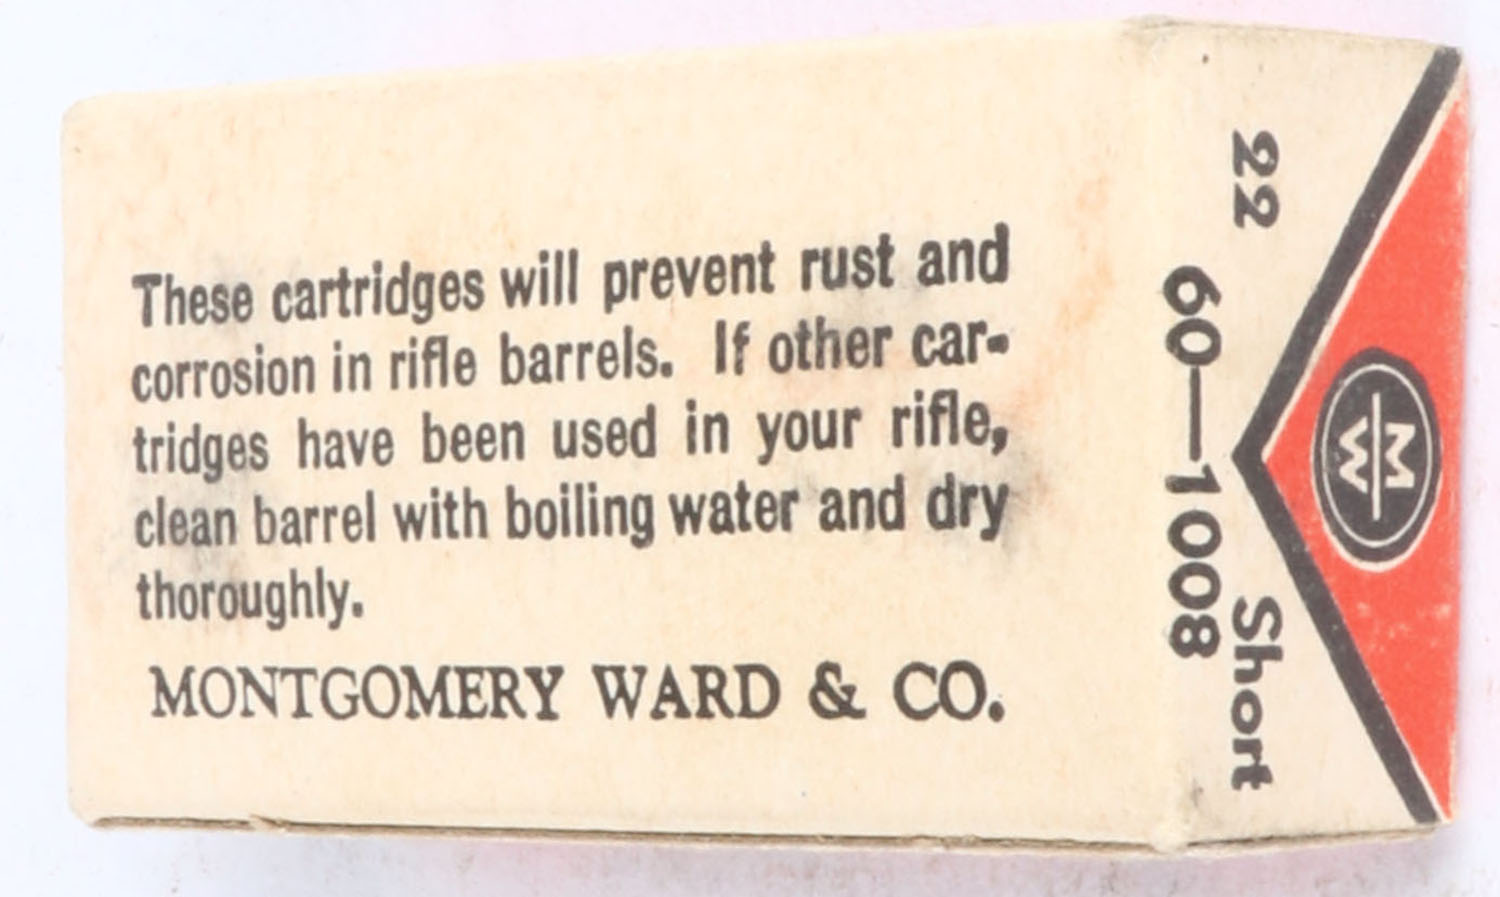 These cartridges will prevent rust and
corrosion in rifle barrels. If other car-
tridges have been used in your rifle,
clean barrel with boiling water and dry
thoroughly.
MONTGOMERY WARD & CO.
22 Short
60—1008
M
W